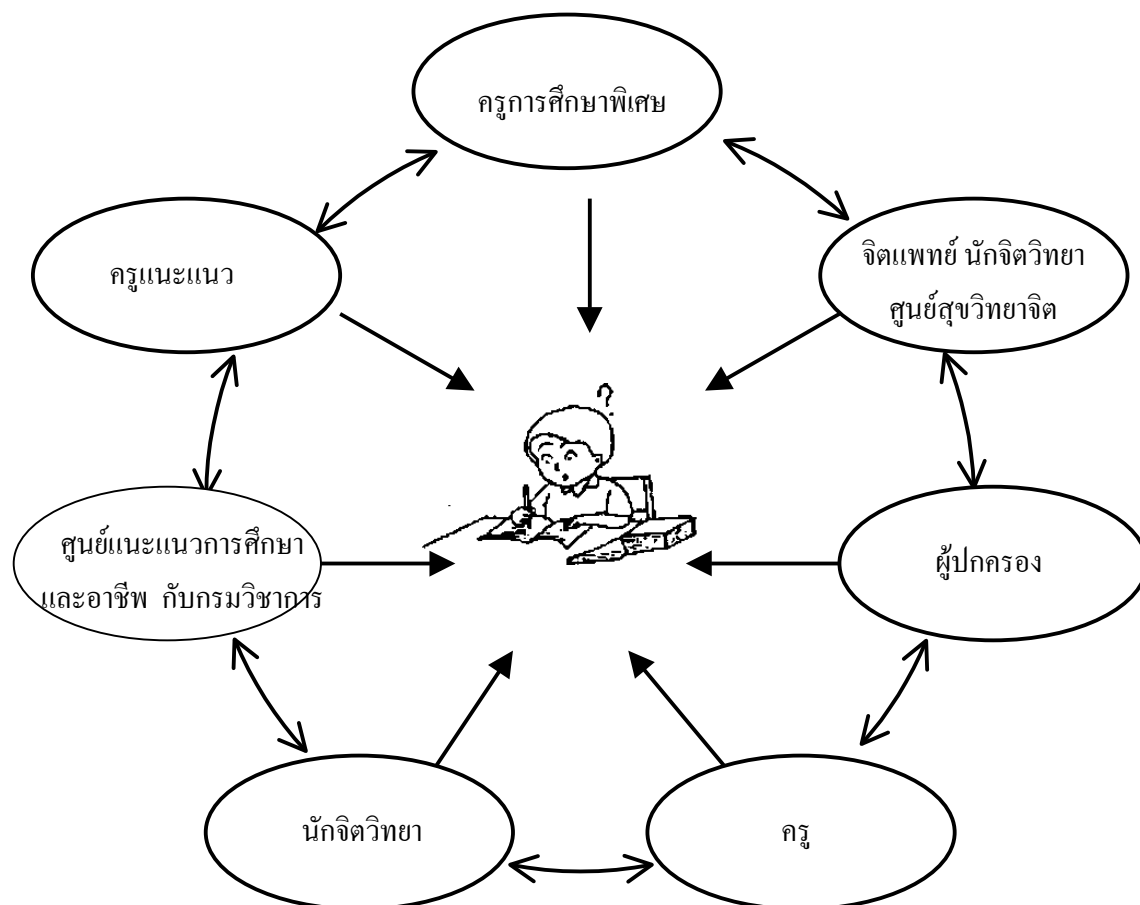 ครูการศึกษาพิเศษ
ครูแนะแนว
จิตแพทย์ นักจิตวิทยา
ศูนย์สุขวิทยาจิต
?
ศูนย์แนะแนวการศึกษา
และอาชีพ กับกรมวิชาการ
ผู้ปกครอง
นักจิตวิทยา
ครู